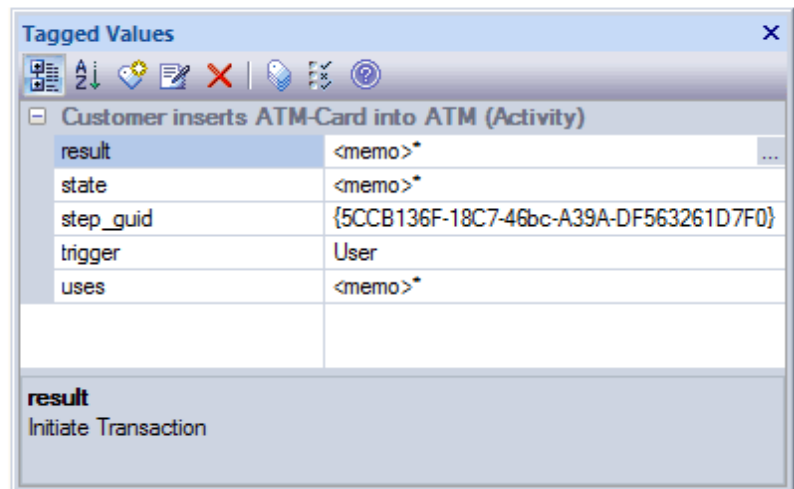 Tagged Values
Customer inserts ATM-Card into ATM (Activity)
result <memo>* ...
state <memo>*
step_guid {5CCB136F-18C7-46bc-A39A-DF563261D7F0}
trigger User
uses <memo>*
result
Initiate Transaction